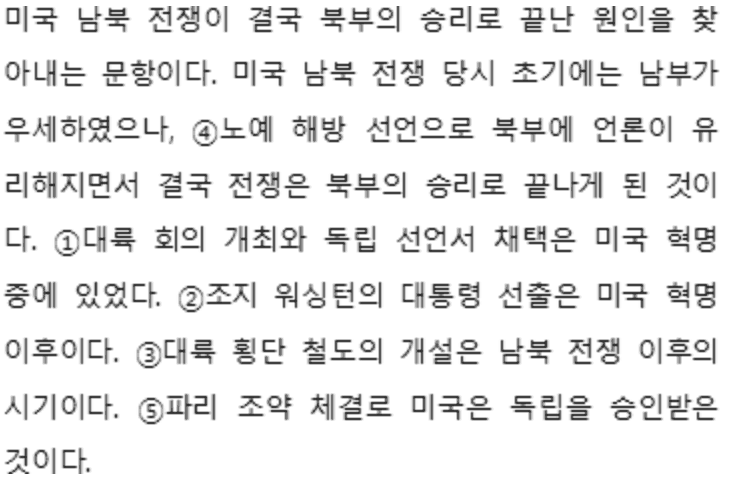 미국 남북 전쟁이 결국 북부의 승리로 끝난 원인을 찾
아내는 문항이다. 미국 남북 전쟁 당시 초기에는 남부가
우세하였으나, ④노예 해방 선언으로 북부에 언론이 유
리해지면서 결국 전쟁은 북부의 승리로 끝나게 된 것이
다. ①대륙 회의 개최와 독립 선언서 채택은 미국 혁명
중에 있었다. ②조지 워싱턴의 대통령 선출은 미국 혁명
이후이다. ③대륙 횡단 철도의 개설은 남북 전쟁 이후의
시기이다. ⑤파리 조약 체결로 미국은 독립을 승인받은
것이다.